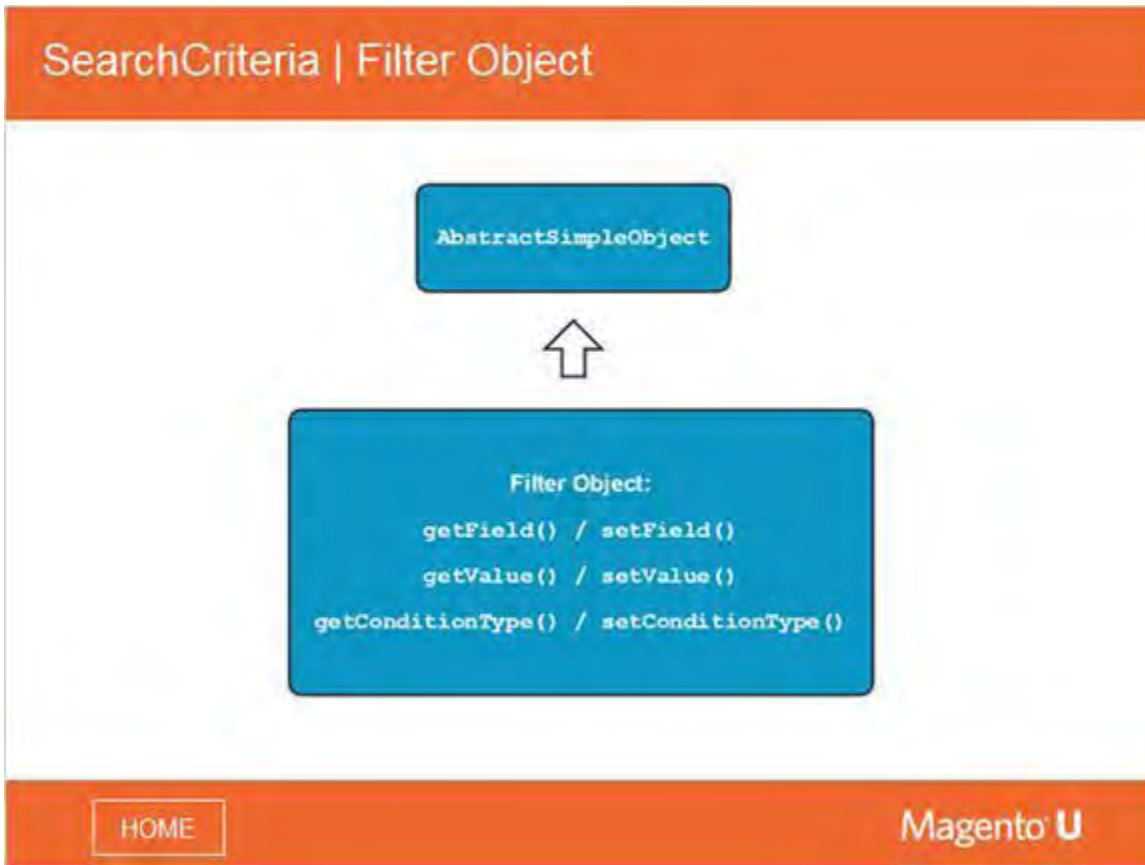 SearchCriteria | Filter Object
AbstractSimpleObject
Filter Object:
getField() / setField()
getValue() / setValue()
getConditionType() / setConditionType()
HOME
Magento U